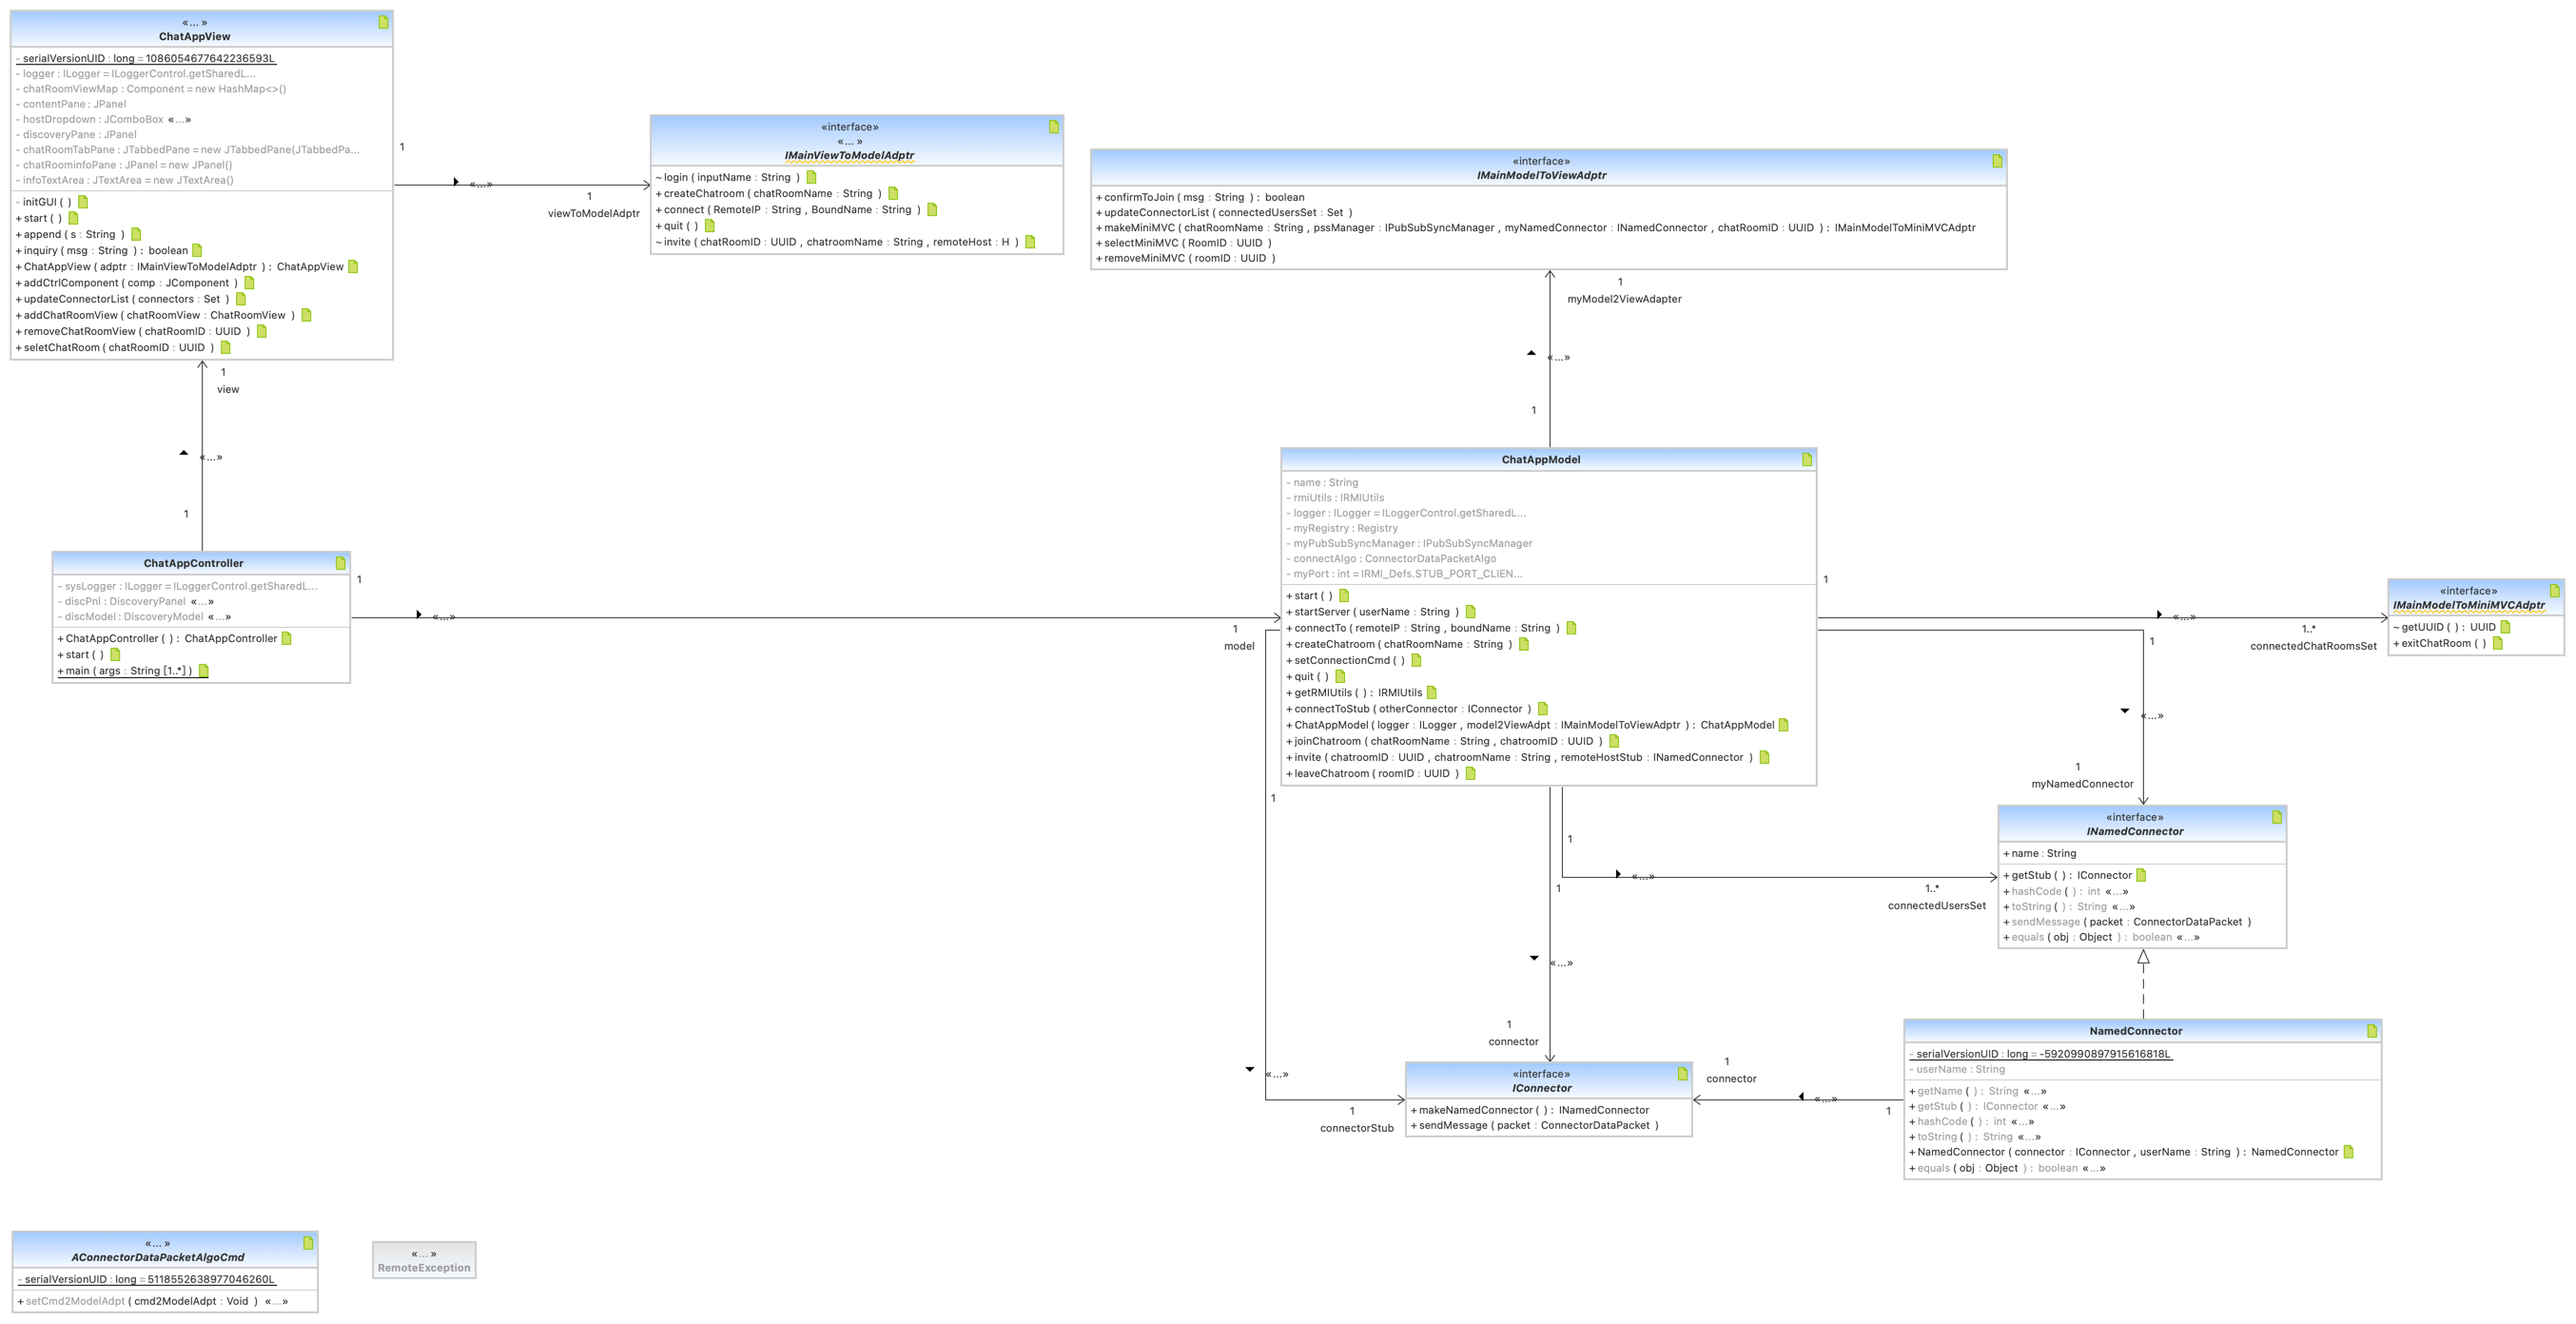 «... »
ChatAppView
- serialVersionUID : long = 1086054677642236593L
- logger : ILogger = ILoggerControl.getSharedL...
- chatRoomViewMap : Component = new HashMap<>()
- contentPane : JPanel
- hostDropdown : JComboBox «...»
- discoveryPane : JPanel
- chatRoomTabPane : JTabbedPane = new JTabbedPane(JTabbedPa...
- chatRoominfoPane : JPanel = new JPanel()
- infoTextArea : JTextArea = new JTextArea()
- initGUI ( )
+ start ( )
+ append ( s : String )
+ inquiry ( msg : String ) : boolean
+ ChatAppView ( adptr : IMainViewToModelAdptr ) : ChatAppView
+ addCtrlComponent ( comp : JComponent )
+ updateConnectorList ( connectors : Set )
+ addChatRoomView ( chatRoomView : ChatRoomView )
+ removeChatRoomView ( chatRoomID : UUID )
+ seletChatRoom ( chatRoomID : UUID )
1
«...»
1
viewToModelAdptr
«interface»
«... »
IMainViewToModelAdptr
~ login ( inputName : String )
+ createChatroom ( chatRoomName : String )
+ connect ( RemoteIP : String , BoundName : String )
+ quit ( )
~ invite ( chatRoomID : UUID , chatroomName : String , remoteHost : H )
«interface»
IMainModelToViewAdptr
+ confirmToJoin ( msg : String ) : boolean
+ updateConnectorList ( connectedUsersSet : Set )
+ makeMiniMVC ( chatRoomName : String , pssManager : IPubSubSyncManager , myNamedConnector : INamedConnector , chatRoomID : UUID ) : IMainModelToMiniMVCAdptr
+ selectMiniMVC ( RoomID : UUID )
+ removeMiniMVC ( roomID : UUID )
1
myModel2ViewAdapter
«...»
1
1
view
«...»
1
ChatAppController
- sysLogger : ILogger = ILoggerControl.getSharedL...
- discPnl : DiscoveryPanel «...»
- discModel : DiscoveryModel «...»
+ ChatAppController ( ) : ChatAppController
+ start ( )
+ main ( args : String [1..*] )
1
«...»
1
model
ChatAppModel
- name : String
- rmiUtils : IRMIUtils
- logger : ILogger = ILoggerControl.getSharedL...
- myRegistry : Registry
- myPubSubSyncManager : IPubSubSyncManager
- connectAlgo : ConnectorDataPacketAlgo
- myPort : int = IRMI_Defs.STUB_PORT_CLIEN...
+ start ( )
+ startServer ( userName : String )
+ connectTo ( remoteIP : String , boundName : String )
+ createChatroom ( chatRoomName : String )
+ setConnectionCmd ( )
+ quit ( )
+ getRMIUtils ( ) : IRMIUtils
+ connectToStub ( otherConnector : IConnector )
+ ChatAppModel ( logger : ILogger , model2ViewAdpt : IMainModelToViewAdptr ) : ChatAppModel
+ joinChatroom ( chatRoomName : String , chatroomID : UUID )
+ invite ( chatroomID : UUID , chatroomName : String , remoteHostStub : INamedConnector )
+ leaveChatroom ( roomID : UUID )
1
«...»
1..*
connectedChatRoomsSet
«interface»
IMainModelToMiniMVCAdptr
~ getUUID ( ) : UUID
+ exitChatRoom ( )
1
«...»
1
myNamedConnector
«interface»
INamedConnector
+ name : String
+ getStub ( ) : IConnector
+ hashCode ( ) : int «...»
+ toString ( ) : String «...»
+ sendMessage ( packet : ConnectorDataPacket )
+ equals ( obj : Object ) : boolean «...»
1
«...»
1..*
connectedUsersSet
1
«...»
1
connector
1
«...»
1
connectorStub
«interface»
IConnector
+ makeNamedConnector ( ) : INamedConnector
+ sendMessage ( packet : ConnectorDataPacket )
1
connector
«...»
1
NamedConnector
- serialVersionUID : long = -5920990897915616818L
- userName : String
+ getName ( ) : String «...»
+ getStub ( ) : IConnector «...»
+ hashCode ( ) : int «...»
+ toString ( ) : String «...»
+ NamedConnector ( connector : IConnector , userName : String ) : NamedConnector
+ equals ( obj : Object ) : boolean «...»
«... »
AConnectorDataPacketAlgoCmd
- serialVersionUID : long = 5118552638977046260L
+ setCmd2ModelAdpt ( cmd2ModelAdpt : Void ) «...»
«... »
RemoteException